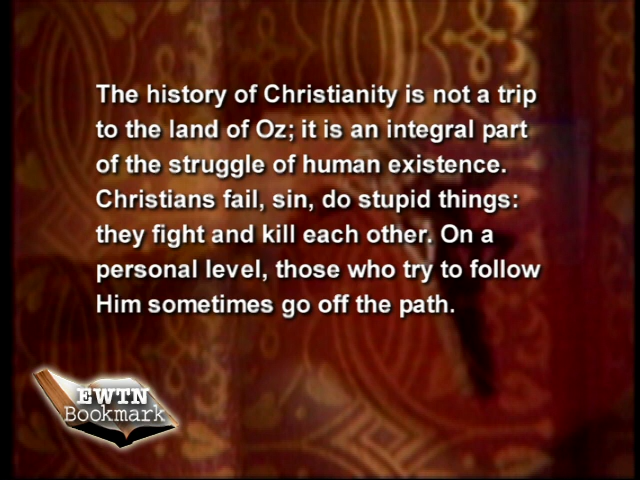 The history of Christianity is not a trip
to the land of Oz; it is an integral part
of the struggle of human existence.
Christians fail, sin, do stupid things:
they fight and kill each other. On a
personal level, those who try to follow
Him sometimes go off the path.
EWTN
Bookmark